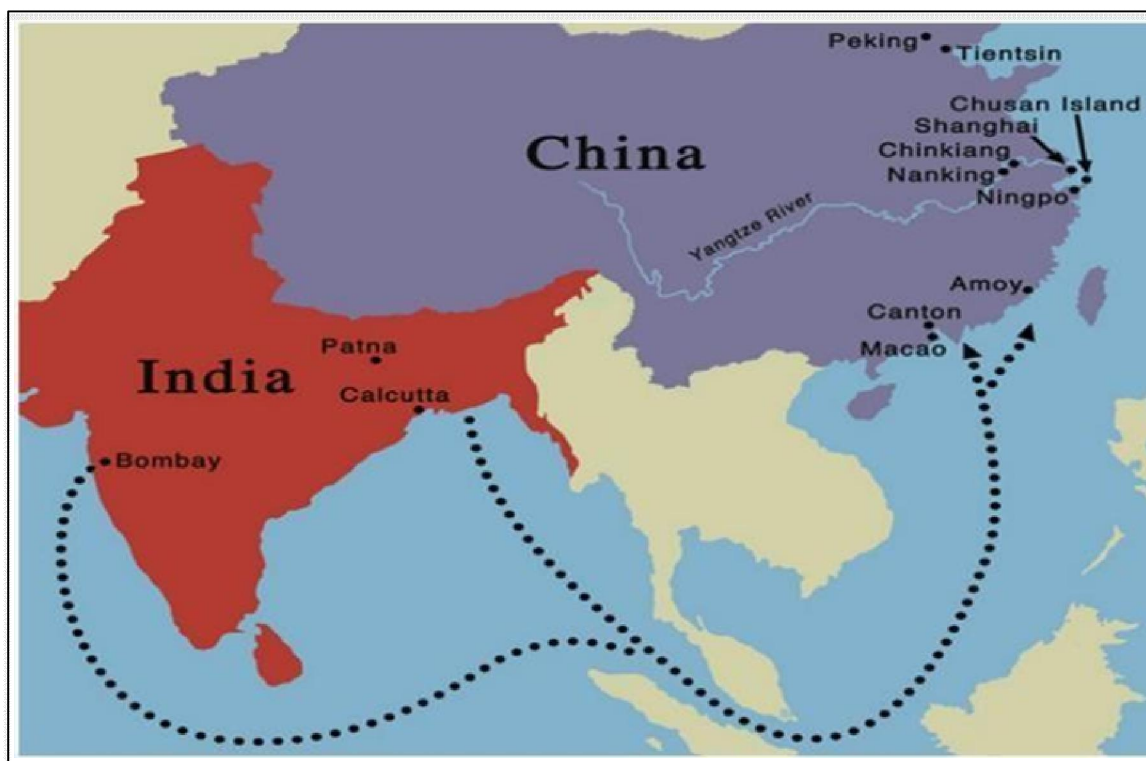 Peking
Tientsin
Chusan Island
Shanghai
China
Chinkiang
Nanking
Ningpo
Yangtze River
Amoy
Canton
Macao
Patna
India
Calcutta
Bombay